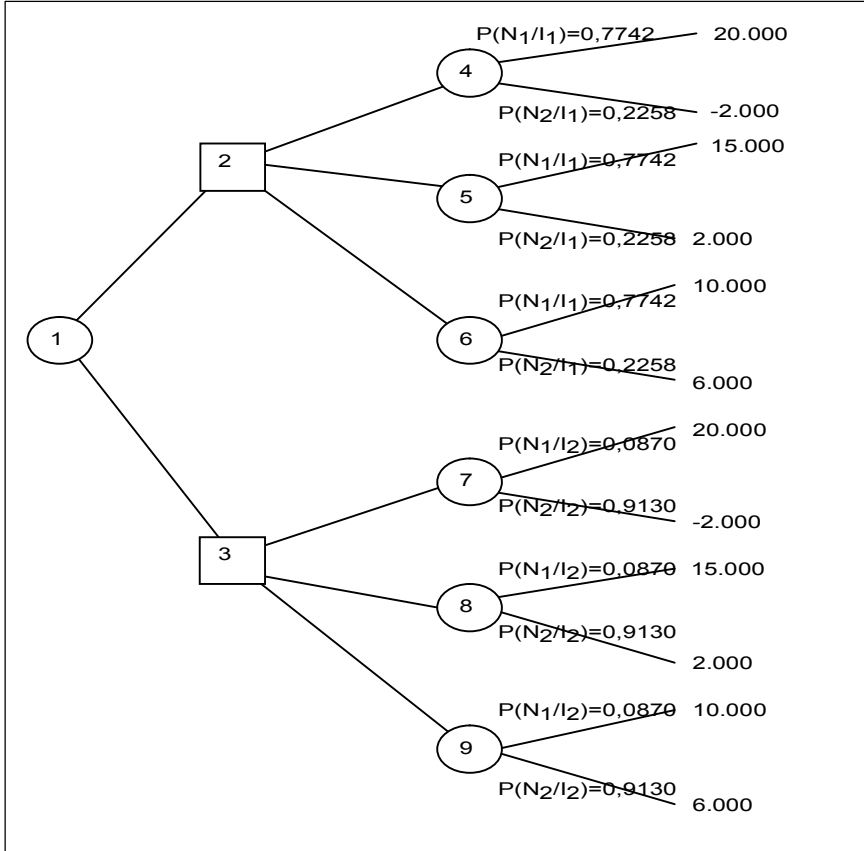 P(N1/I1)=0,7742 20.000
4
P(N2/I1)=0,2258 -2.000
2
P(N1/I1)=0,7742 15.000
5
P(N2/I1)=0,2258 2.000
P(N1/I1)=0,7742 10.000
1
6
P(N2/I1)=0,2258 6.000
P(N1/I2)=0,0870 20.000
7
P(N2/I2)=0,9130 -2.000
3
P(N1/I2)=0,0870 15.000
8
P(N2/I2)=0,9130 2.000
P(N1/I2)=0,0870 10.000
9
P(N2/I2)=0,9130 6.000